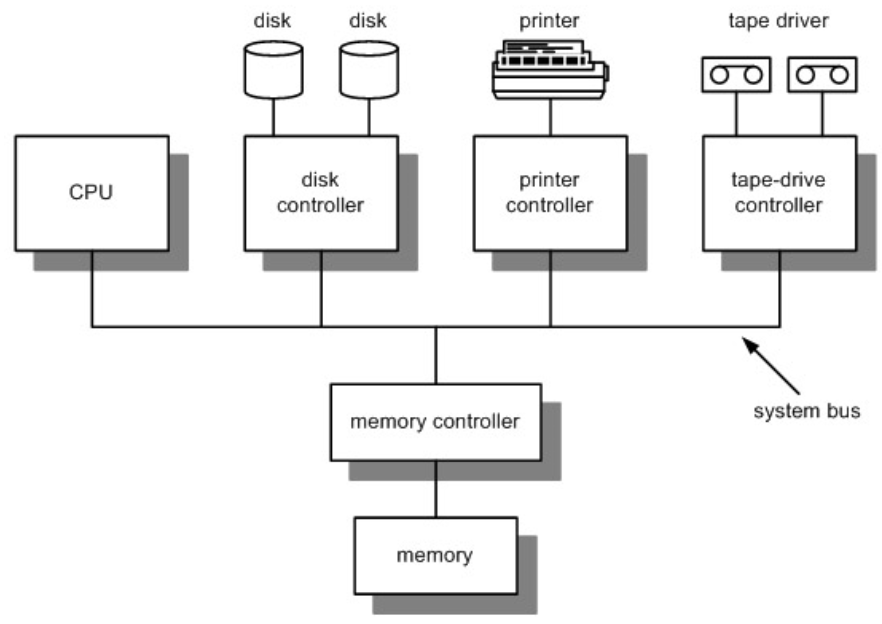 disk
disk
printer
tape driver
CPU
disk
controller
printer
controller
tape-drive
controller
system bus
memory controller
memory